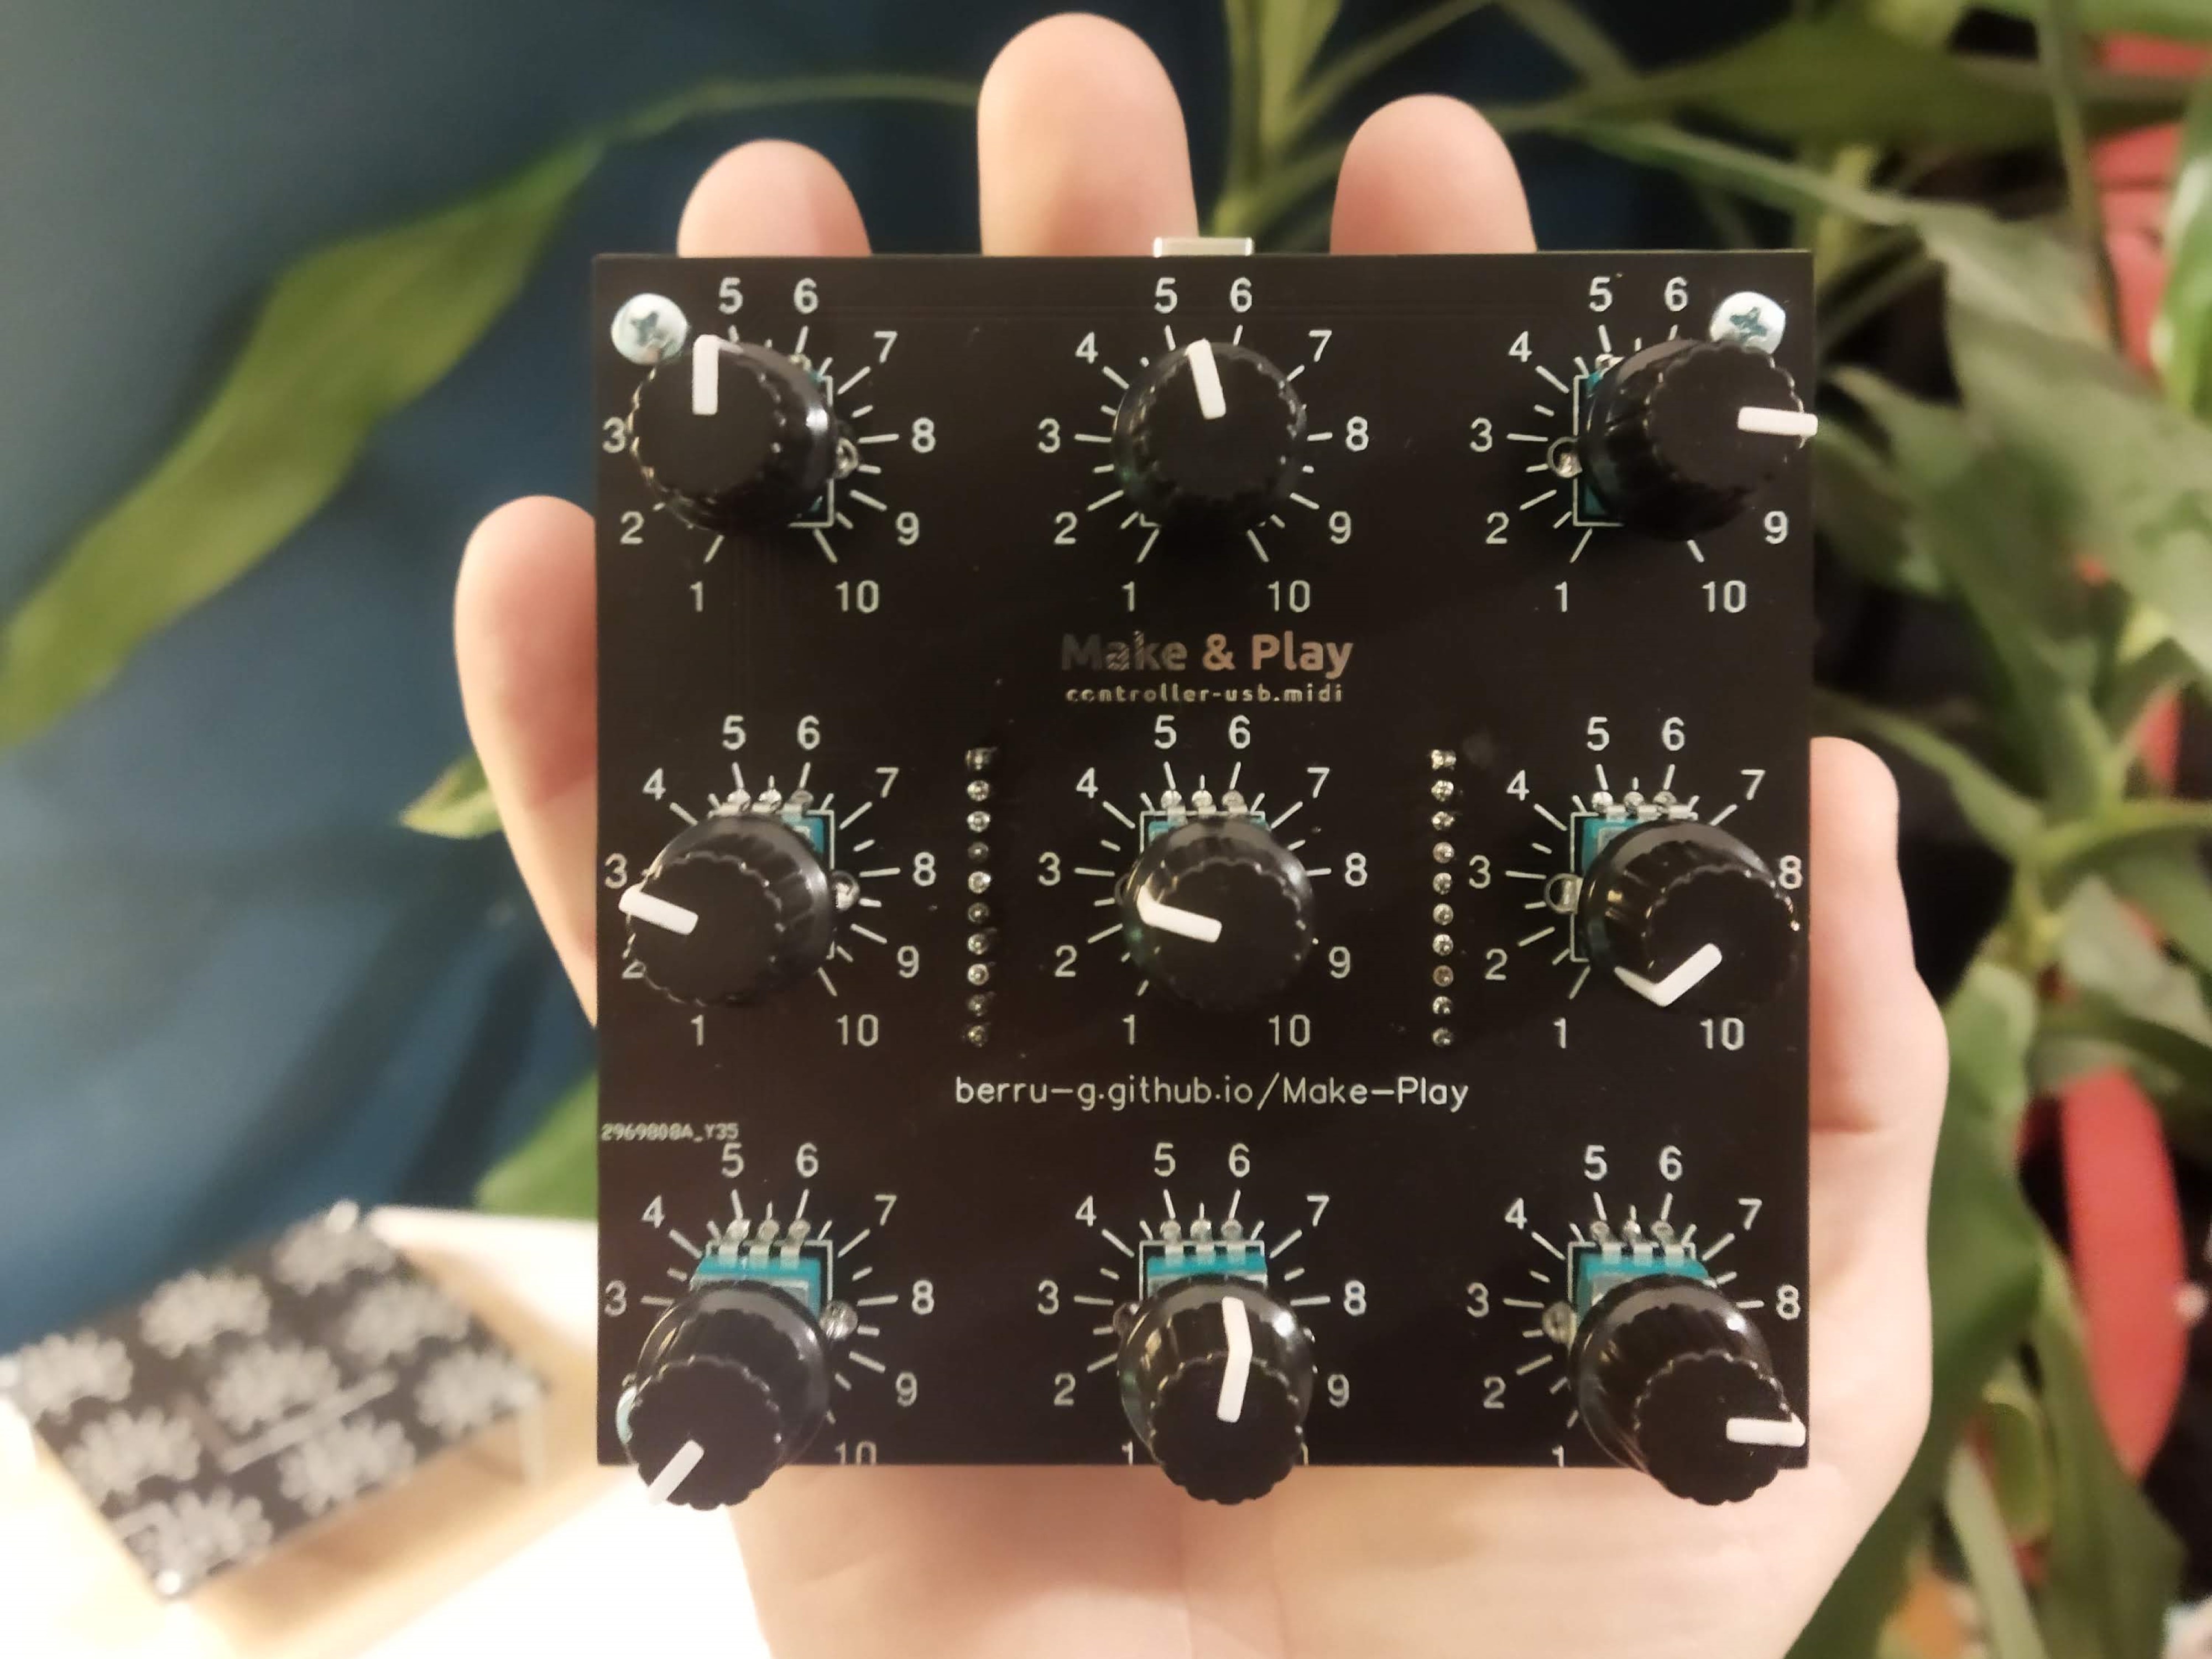 5 6 5 6 5 6
7 4 7 4
3 8 3 8 3
2 9 2 9 2 9
1 10 1 10 1 10
Make & Play
controller-usb.midi
5 6 5 6 5 6
4 7 4 7 4 7
3 8 3 8 3 8
2 9 2 9 2
1 10 1 10 1 10
berru-g.github.io/Make-Play
2969808A_Y35
5 6 5 6 5 6
4 7 4 7 4 7
3 8 3 8 3 8
9 2 9 2
10 1 1